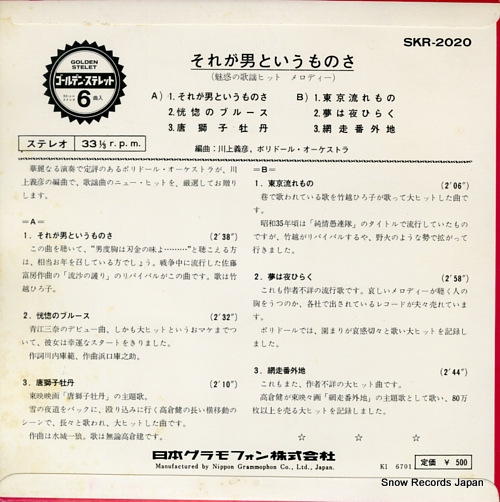 SKR-2020
GOLDEN
STELET
ゴールデン・ステレット
6曲入
それが男というものさ
(魅惑の歌謡ヒット メロディー)
A) 1.それが男というものさ
2.恍惚のブルース
3.唐獅子牡丹
B) 1.東京流れもの
2.夢は夜ひらく
3.網走番外地
ステレオ 33⅓r.p.m.
編曲:川上義彦, ポリドール・オーケストラ
華麗なる演奏で定評のあるポリドール・オーケストラが、川
上義彦の編曲で、歌謡曲のニュー・ヒットを、厳選してお贈り
します。
=A=
1.それが男というものさ (2'38")
この曲を聴いて、“男度胸は刃金の味よ………”と聴こえる方
は、相当お年を召している方でしょう。戦争中に流行した佐藤
富房作曲の「流沙の護り」のリバイバルがこの曲です。歌は竹
越ひろ子。
2.恍惚のブルース (2'32")
青江三奈のデビュー曲、しかも大ヒットというおマケまでつ
いて、彼女は幸運なスタートをきりました。
作詞川内康範、作曲浜口庫之助。
3.唐獅子牡丹 (2'10")
東映映画「唐獅子牡丹」の主題歌。
雪の夜道をバックに、殴り込みに行く高倉健の長い横移動の
シーンで、長々と歌われ、大ヒットした曲です。
作曲は水城一狼。歌は無論高倉健です。
=B=
1.東京流れもの (2'06")
巷で歌われている歌を竹越ひろ子が歌って大ヒットした曲で
す。
昭和35年頃は「純情愚連隊」のタイトルで流行していたもの
ですが、竹越がリバイバルするや、野火のような勢で拡がって
行きました。
2.夢は夜ひらく (2'58")
これも作者不詳の流行歌です。哀しいメロディーが聴く人の
胸をうつのか、各社で出されているレコードが夫々売れていま
す。
ポリドールでは、園まりが哀感切々と歌い大ヒットを記録し
ました。
3.網走番外地 (2'44")
これもまた、作者不詳の大ヒット曲です。
高倉健が東映々画「網走番外地」の主題歌として歌い、80万
枚以上を売る大ヒットを記録しました。
☆ ☆ ☆
日本グラモフォン株式会社
Manufactured by Nippon Grammophon Co., Ltd., Japan.
KI 6701
定価 ¥500
Snow Records Japan